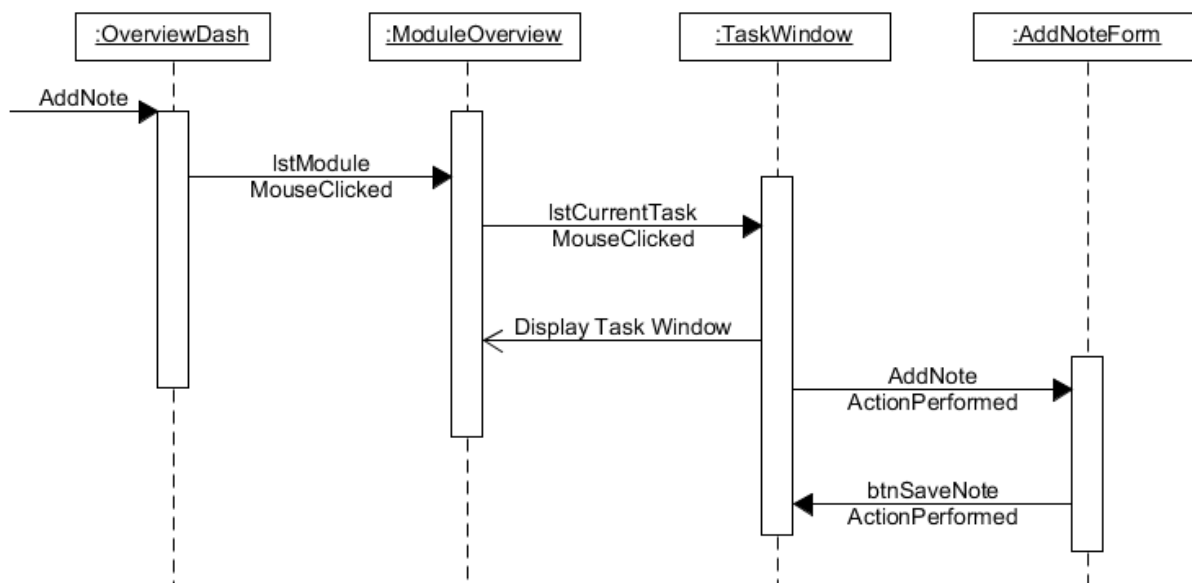 :OverviewDash
:ModuleOverview
:TaskWindow
:AddNoteForm
AddNote
lstModule
MouseClicked
lstCurrentTask
MouseClicked
Display Task Window
AddNote
ActionPerformed
btnSaveNote
ActionPerformed